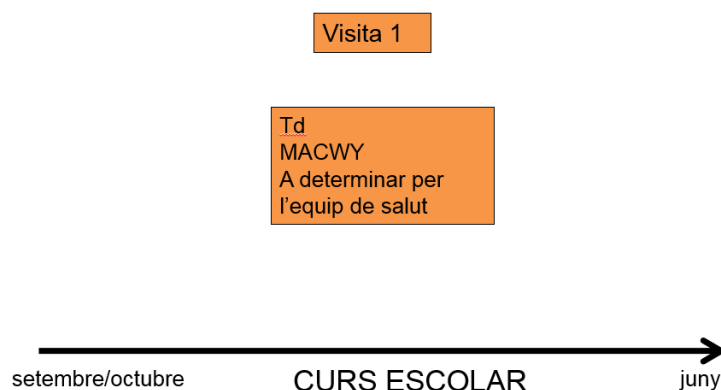 Visita 1
Td
MACWY
A determinar per
l'equip de salut
setembre/octubre CURS ESCOLAR juny